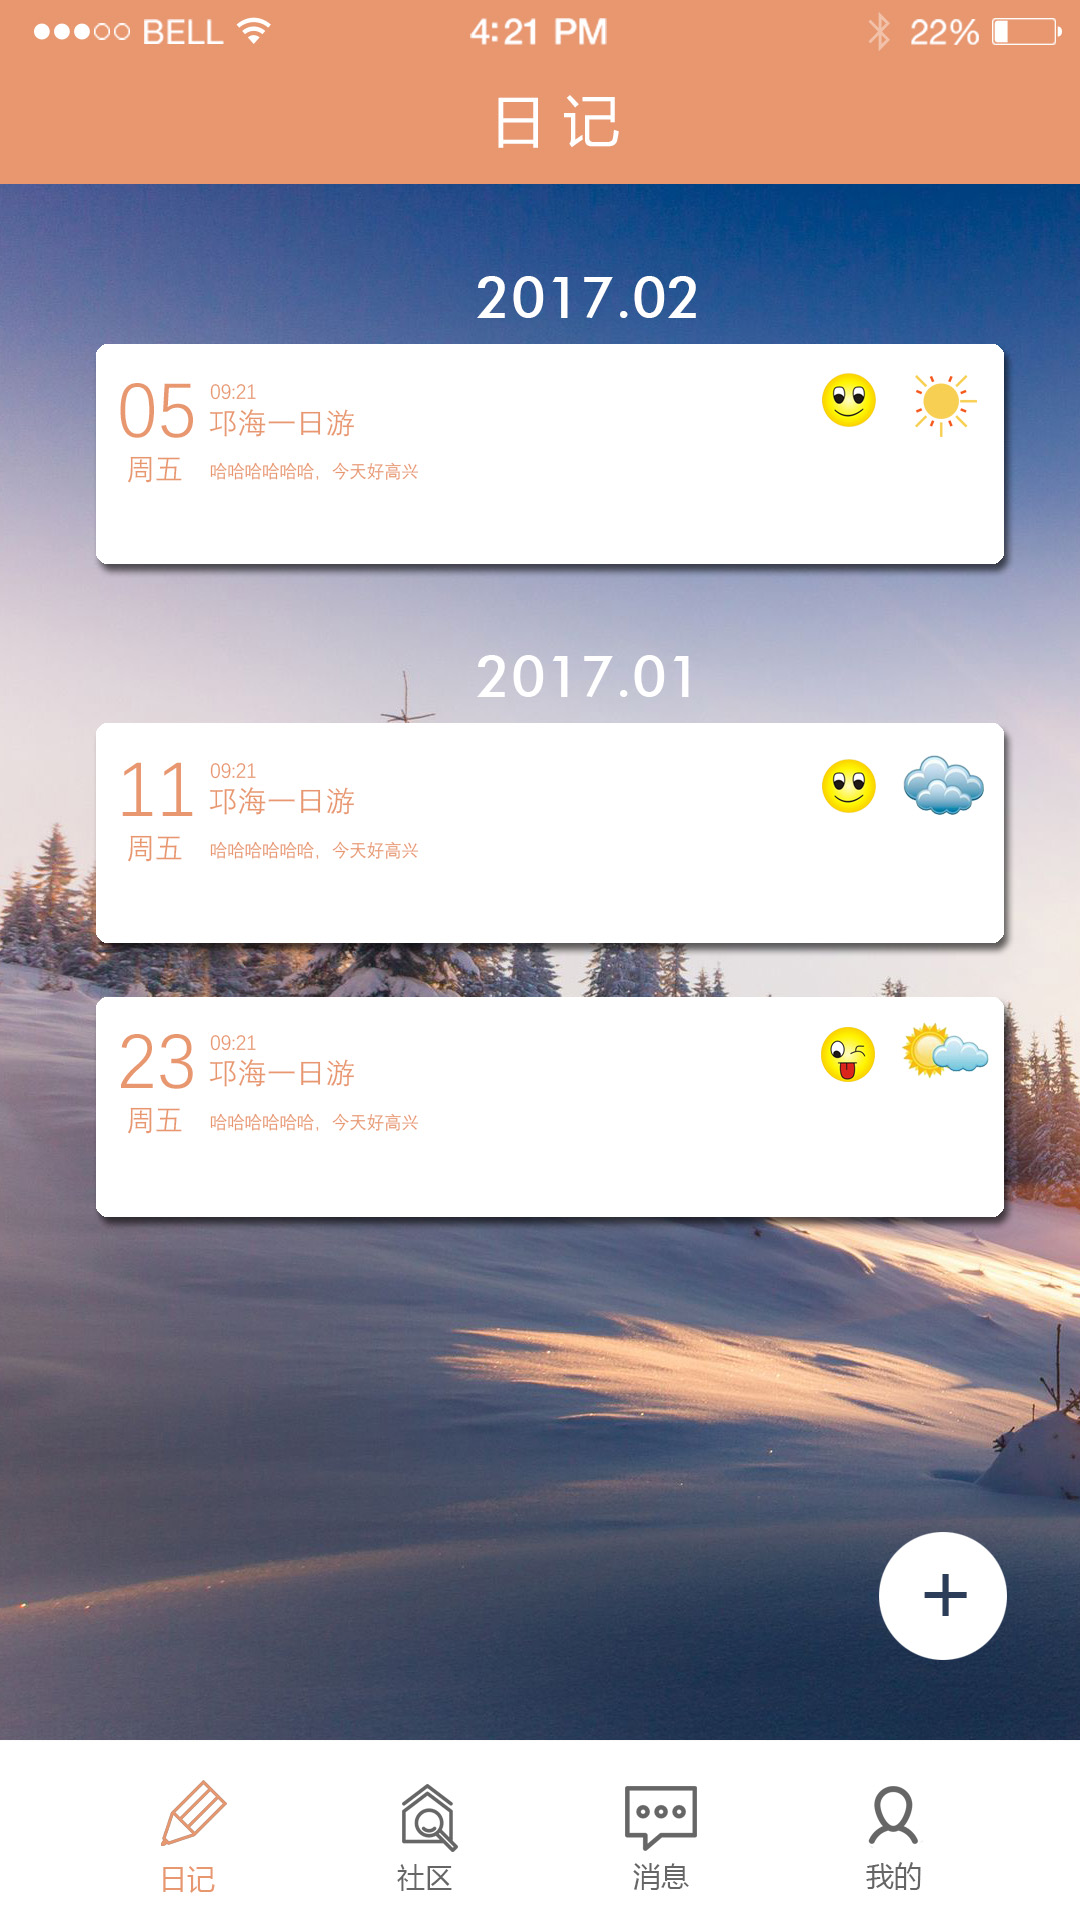 BELL 4:21 PM 22%
日记
2017.02
05 09:21
邛海一日游
周五 哈哈哈哈哈哈，今天好高兴
2017.01
11 09:21
邛海一日游
周五 哈哈哈哈哈哈，今天好高兴
23 09:21
邛海一日游
周五 哈哈哈哈哈哈，今天好高兴
+
日记 社区 消息 我的